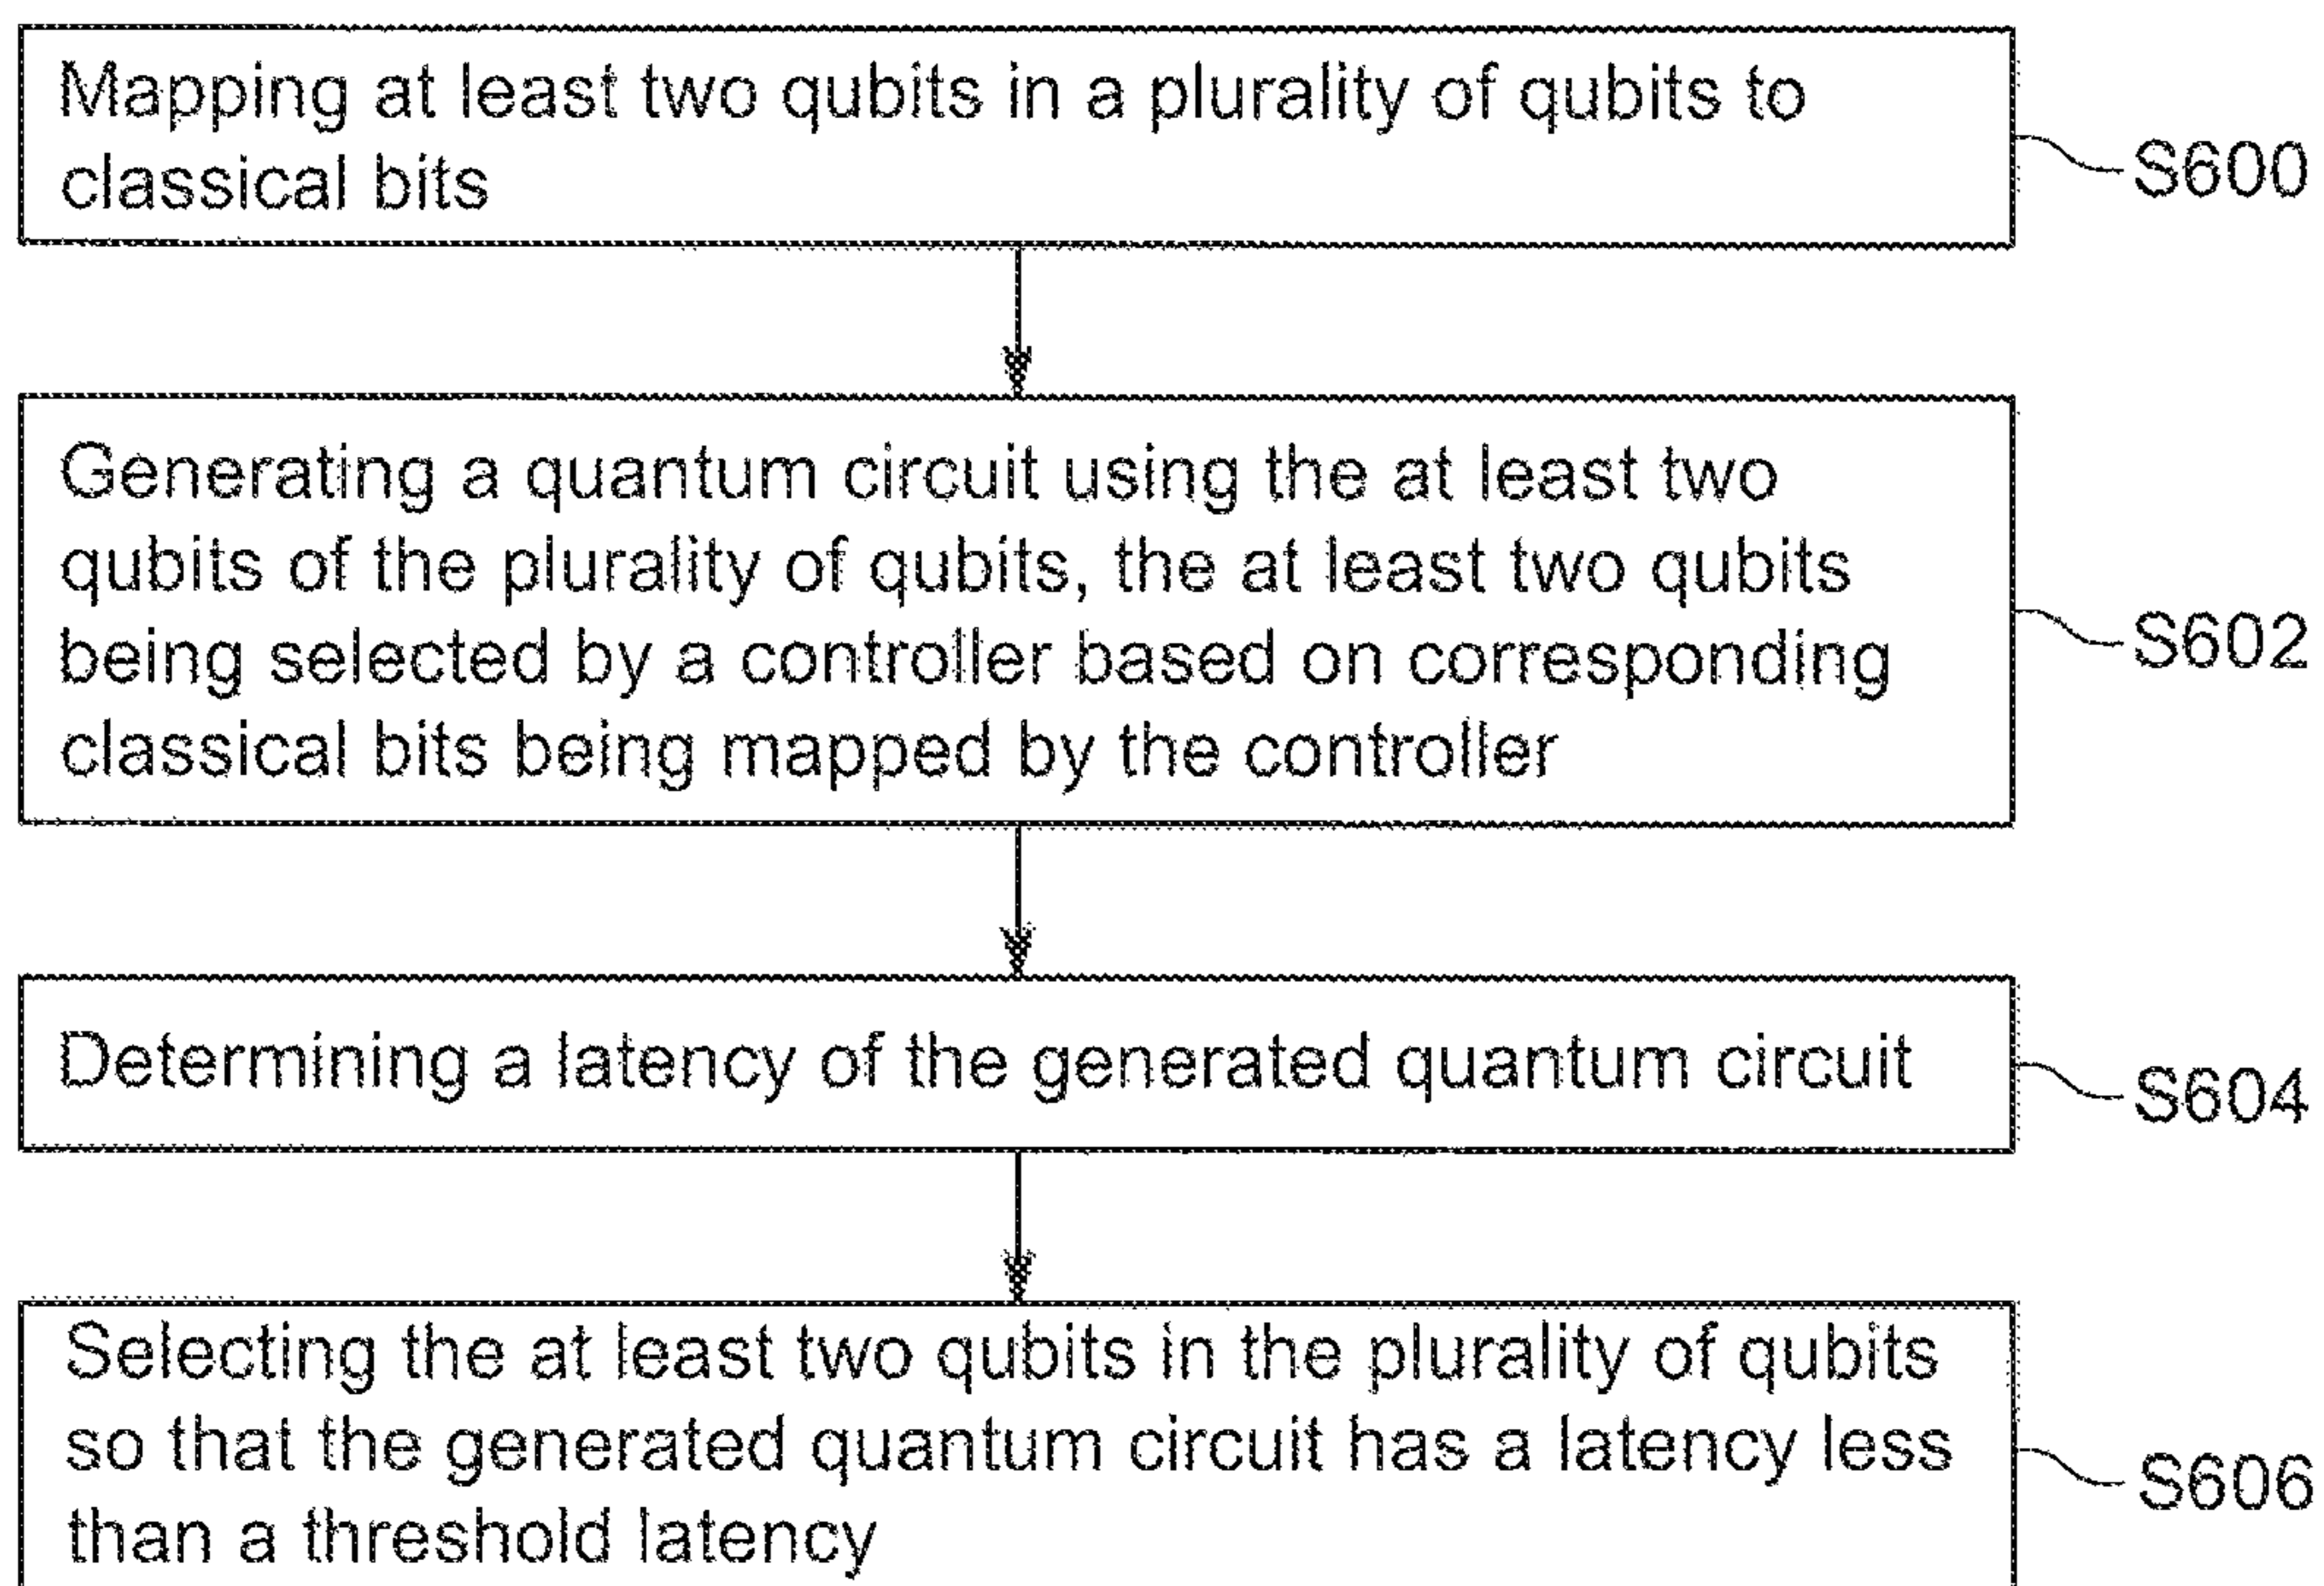 Mapping at least two qubits in a plurality of qubits to
classical bits
S600
Generating a quantum circuit using the at least two
qubits of the plurality of qubits, the at least two qubits
being selected by a controller based on corresponding
classical bits being mapped by the controller
S602
Determining a latency of the generated quantum circuit
S604
Selecting the at least two qubits in the plurality of qubits
so that the generated quantum circuit has a latency less
than a threshold latency
S606